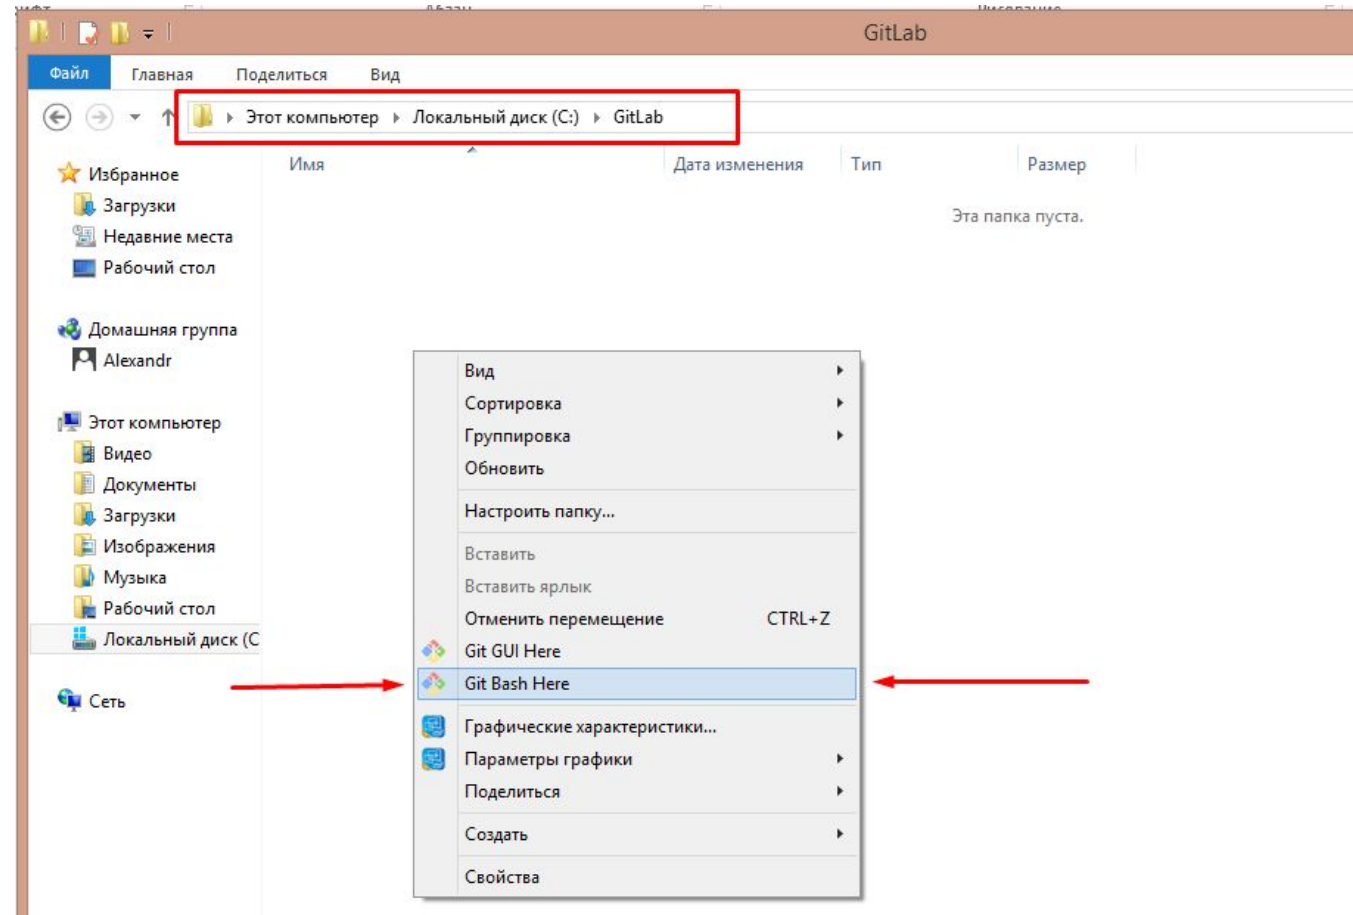 GitLab
Файл Главная Поделиться Вид
Этот компьютер Локальный диск (C:) GitLab
Имя Дата изменения Тип Размер
Эта папка пуста.
Избранное
Загрузки
Недавние места
Рабочий стол
Домашняя группа
Alexandr
Этот компьютер
Видео
Документы
Загрузки
Изображения
Музыка
Рабочий стол
Локальный диск (C
Сеть
Вид
Сортировка
Группировка
Обновить
Настроить папку...
Вставить
Вставить ярлык
Отменить перемещение CTRL+Z
Git GUI Here
Git Bash Here
Графические характеристики...
Параметры графики
Поделиться
Создать
Свойства